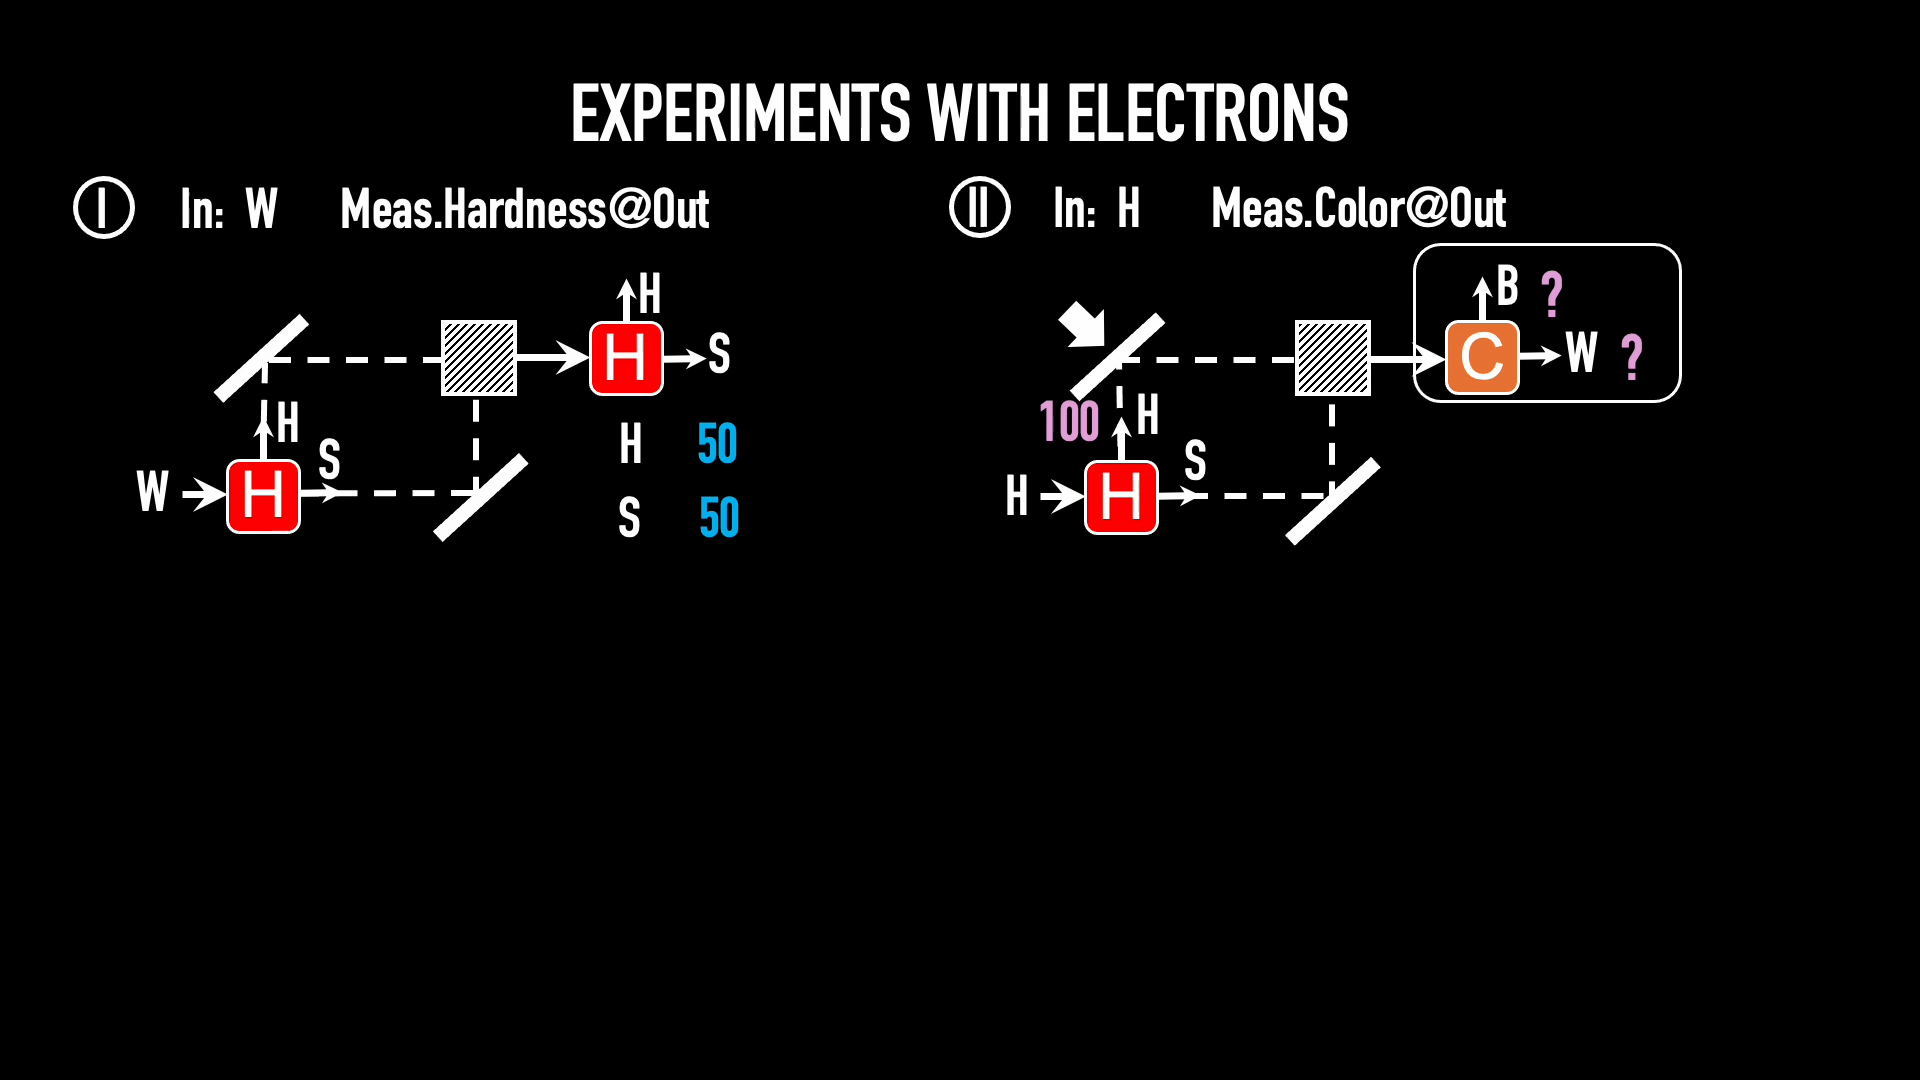 EXPERIMENTS WITH ELECTRONS
I In: W Meas.Hardness@Out
H
S
H
H
S
W H
H 50
S 50
II In: H Meas.Color@Out
B ?
C W ?
100 H
S
H H